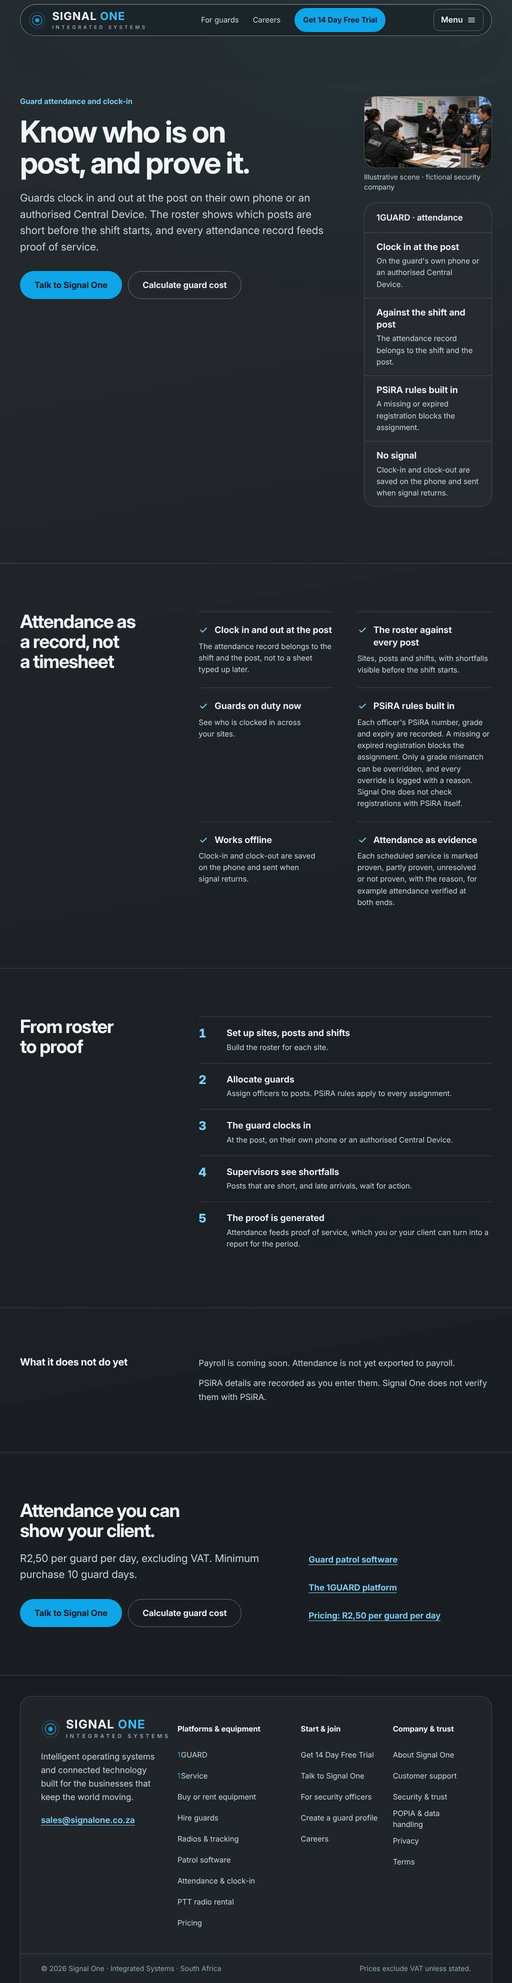 SIGNAL ONE
INTEGRATED SYSTEMS
For guards
Careers
Get 14 Day Free Trial
Menu
Guard attendance and clock-in
Know who is on
post, and prove it.
Guards clock in and out at the post on their own phone or an
authorised Central Device. The roster shows which posts are
short before the shift starts, and every attendance record feeds
proof of service.
Talk to Signal One
Calculate guard cost
Illustrative scene · fictional security
company
1GUARD · attendance
Clock in at the post
On the guard's own phone or
an authorised Central
Device.
Against the shift and
post
The attendance record
belongs to the shift and the
post.
PSiRA rules built in
A missing or expired
registration blocks the
assignment.
No signal
Clock-in and clock-out are
saved on the phone and sent
when signal returns.
Attendance as
a record, not
a timesheet
Clock in and out at the post
The attendance record belongs to the
shift and the post, not to a sheet
typed up later.
The roster against
every post
Sites, posts and shifts, with shortfalls
visible before the shift starts.
Guards on duty now
See who is clocked in across
your sites.
PSiRA rules built in
Each officer's PSiRA number, grade
and expiry are recorded. A missing or
expired registration blocks the
assignment. Only a grade mismatch
can be overridden, and every
override is logged with a reason.
Signal One does not check
registrations with PSiRA itself.
Works offline
Clock-in and clock-out are saved
on the phone and sent when
signal returns.
Attendance as evidence
Each scheduled service is marked
proven, partly proven, unresolved
or not proven, with the reason, for
example attendance verified at
both ends.
From roster
to proof
1
Set up sites, posts and shifts
Build the roster for each site.
2
Allocate guards
Assign officers to posts. PSiRA rules apply to every assignment.
3
The guard clocks in
At the post, on their own phone or an authorised Central Device.
4
Supervisors see shortfalls
Posts that are short, and late arrivals, wait for action.
5
The proof is generated
Attendance feeds proof of service, which you or your client can turn into a
report for the period.
What it does not do yet
Payroll is coming soon. Attendance is not yet exported to payroll.
PSiRA details are recorded as you enter them. Signal One does not verify
them with PSiRA.
Attendance you can
show your client.
R2,50 per guard per day, excluding VAT. Minimum
purchase 10 guard days.
Talk to Signal One
Calculate guard cost
Guard patrol software
The 1GUARD platform
Pricing: R2,50 per guard per day
SIGNAL ONE
INTEGRATED SYSTEMS
Intelligent operating systems
and connected technology
built for the businesses that
keep the world moving.
sales@signalone.co.za
Platforms & equipment
1GUARD
1Service
Buy or rent equipment
Hire guards
Radios & tracking
Patrol software
Attendance & clock-in
PTT radio rental
Pricing
Start & join
Get 14 Day Free Trial
Talk to Signal One
For security officers
Create a guard profile
Careers
Company & trust
About Signal One
Customer support
Security & trust
POPIA & data
handling
Privacy
Terms
© 2026 Signal One · Integrated Systems · South Africa
Prices exclude VAT unless stated.